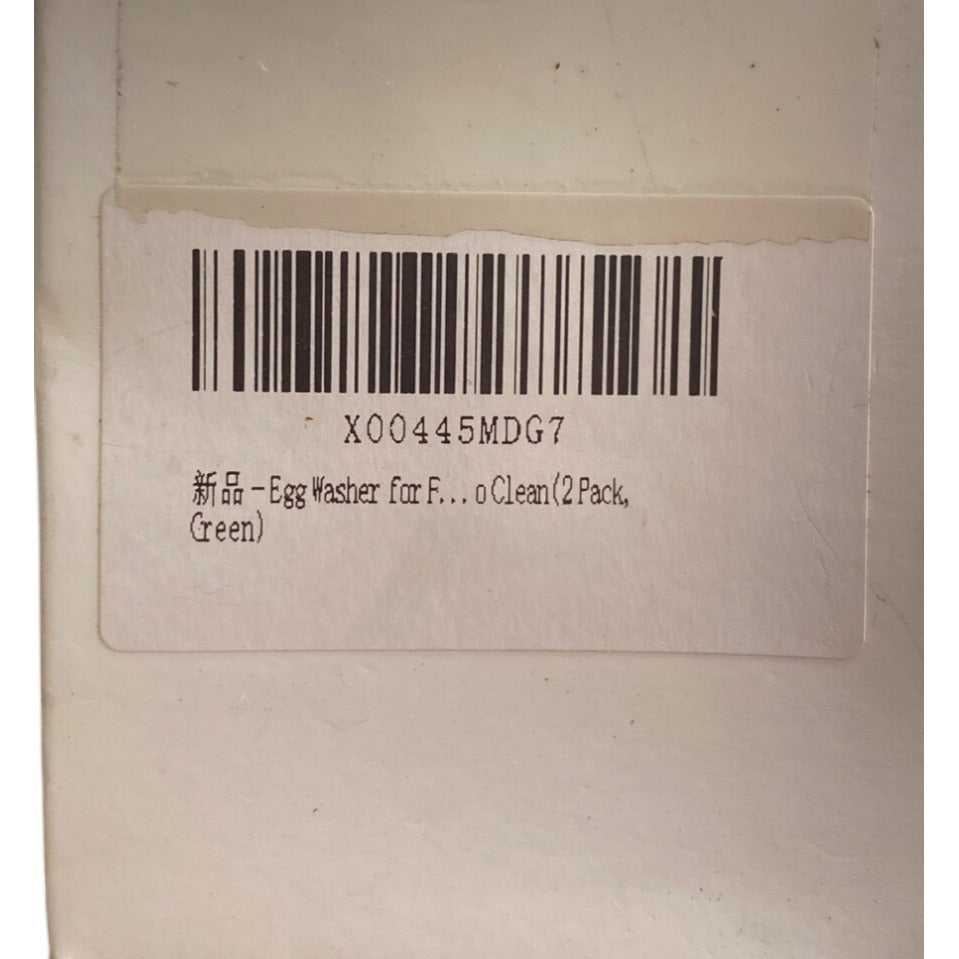 X00445MDG7
新品 - Egg Washer for F... o Clean(2 Pack,
Green)